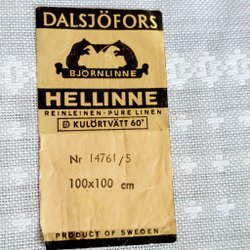 DALSJÖFORS
BJÖRNLINNE
HELLINNE
REINLEINEN - PURE LINEN
KULÖRTVÄTT 60°
Nr 14761/5
100x100 cm
PRODUCT OF SWEDEN